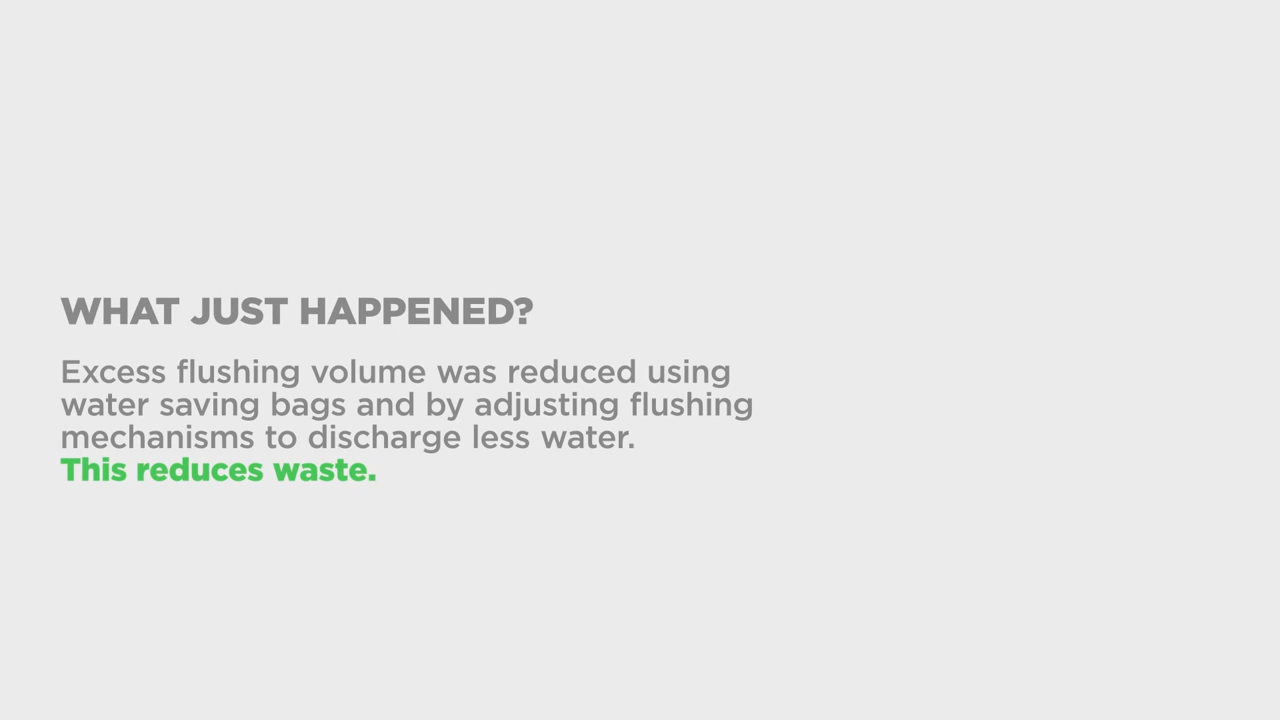 WHAT JUST HAPPENED?
Excess flushing volume was reduced using
water saving bags and by adjusting flushing
mechanisms to discharge less water.
This reduces waste.